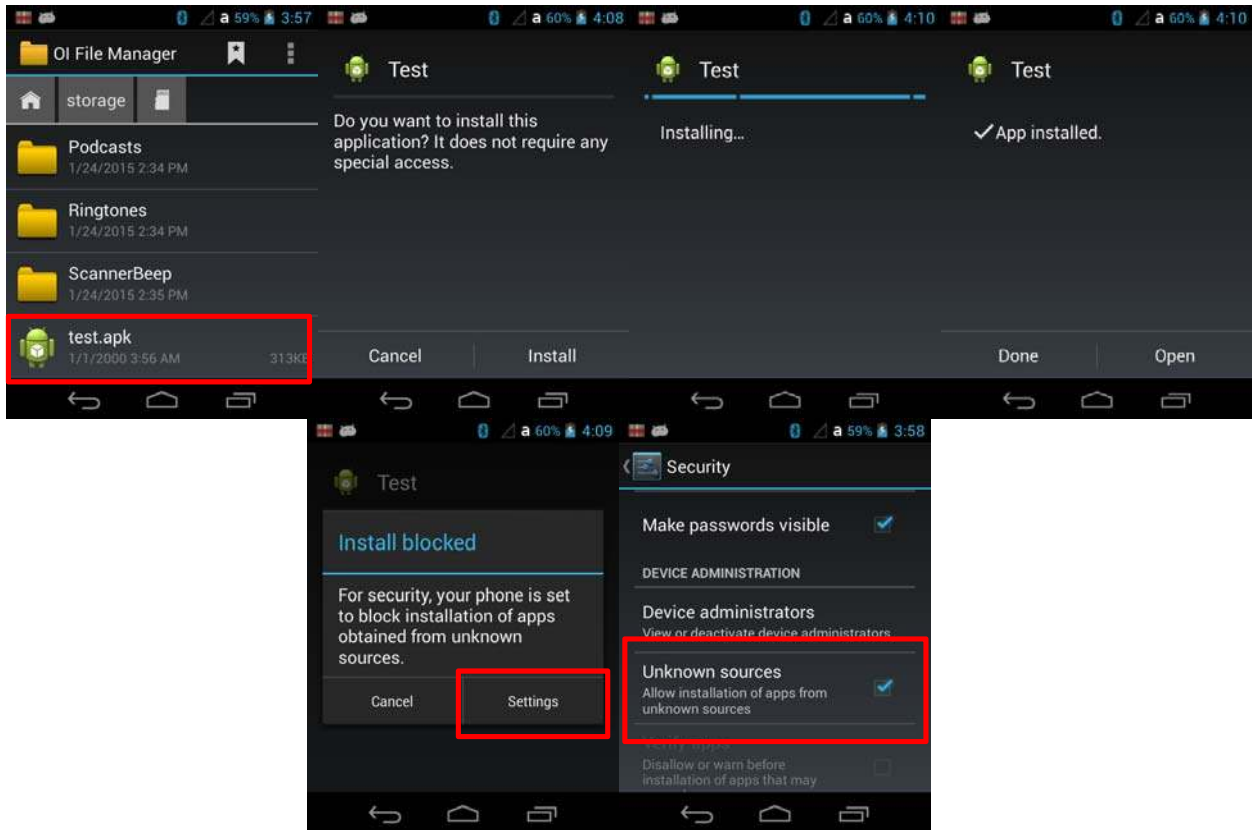 a 59% 3:57
OI File Manager
storage
Podcasts
1/24/2015 2:34 PM
Ringtones
1/24/2015 2:34 PM
ScannerBeep
1/24/2015 2:35 PM
test.apk
1/1/2000 3:56 AM 313KB
a 60% 4:08
Test
Do you want to install this
application? It does not require any
special access.
Cancel Install
a 60% 4:10
Test
Installing...
a 60% 4:10
Test
App installed.
Done Open
a 60% 4:09
Test
Install blocked
For security, your phone is set
to block installation of apps
obtained from unknown
sources.
Cancel Settings
a 59% 3:58
Security
Make passwords visible
DEVICE ADMINISTRATION
Device administrators
View or deactivate device administrators
Unknown sources
Allow installation of apps from
unknown sources
Verify apps
Disallow or warn before
installation of apps that may